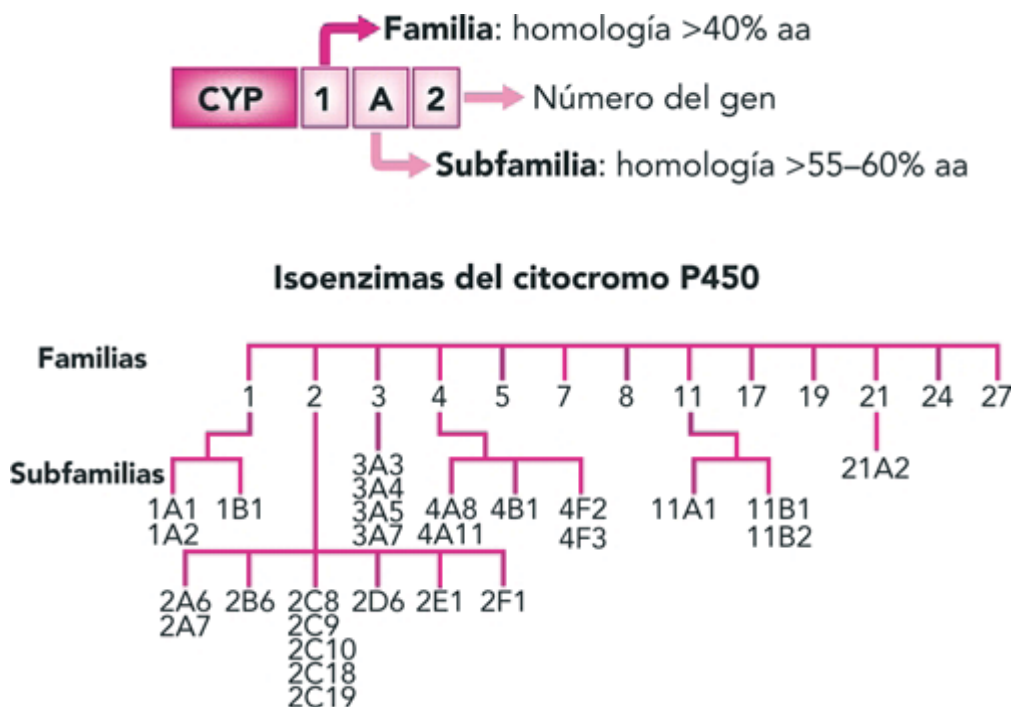 Familia: homología >40% aa
CYP 1 A 2
Número del gen
Subfamilia: homología >55–60% aa
Isoenzimas del citocromo P450
Familias
1 2 3 4 5 7 8 11 17 19 21 24 27
Subfamilias
1A1
1A2
1B1
3A3
3A4
3A5
3A7
4A8
4A11
4B1
4F2
4F3
11A1
11B1
11B2
21A2
2A6
2A7
2B6
2C8
2C9
2C10
2C18
2C19
2D6
2E1
2F1